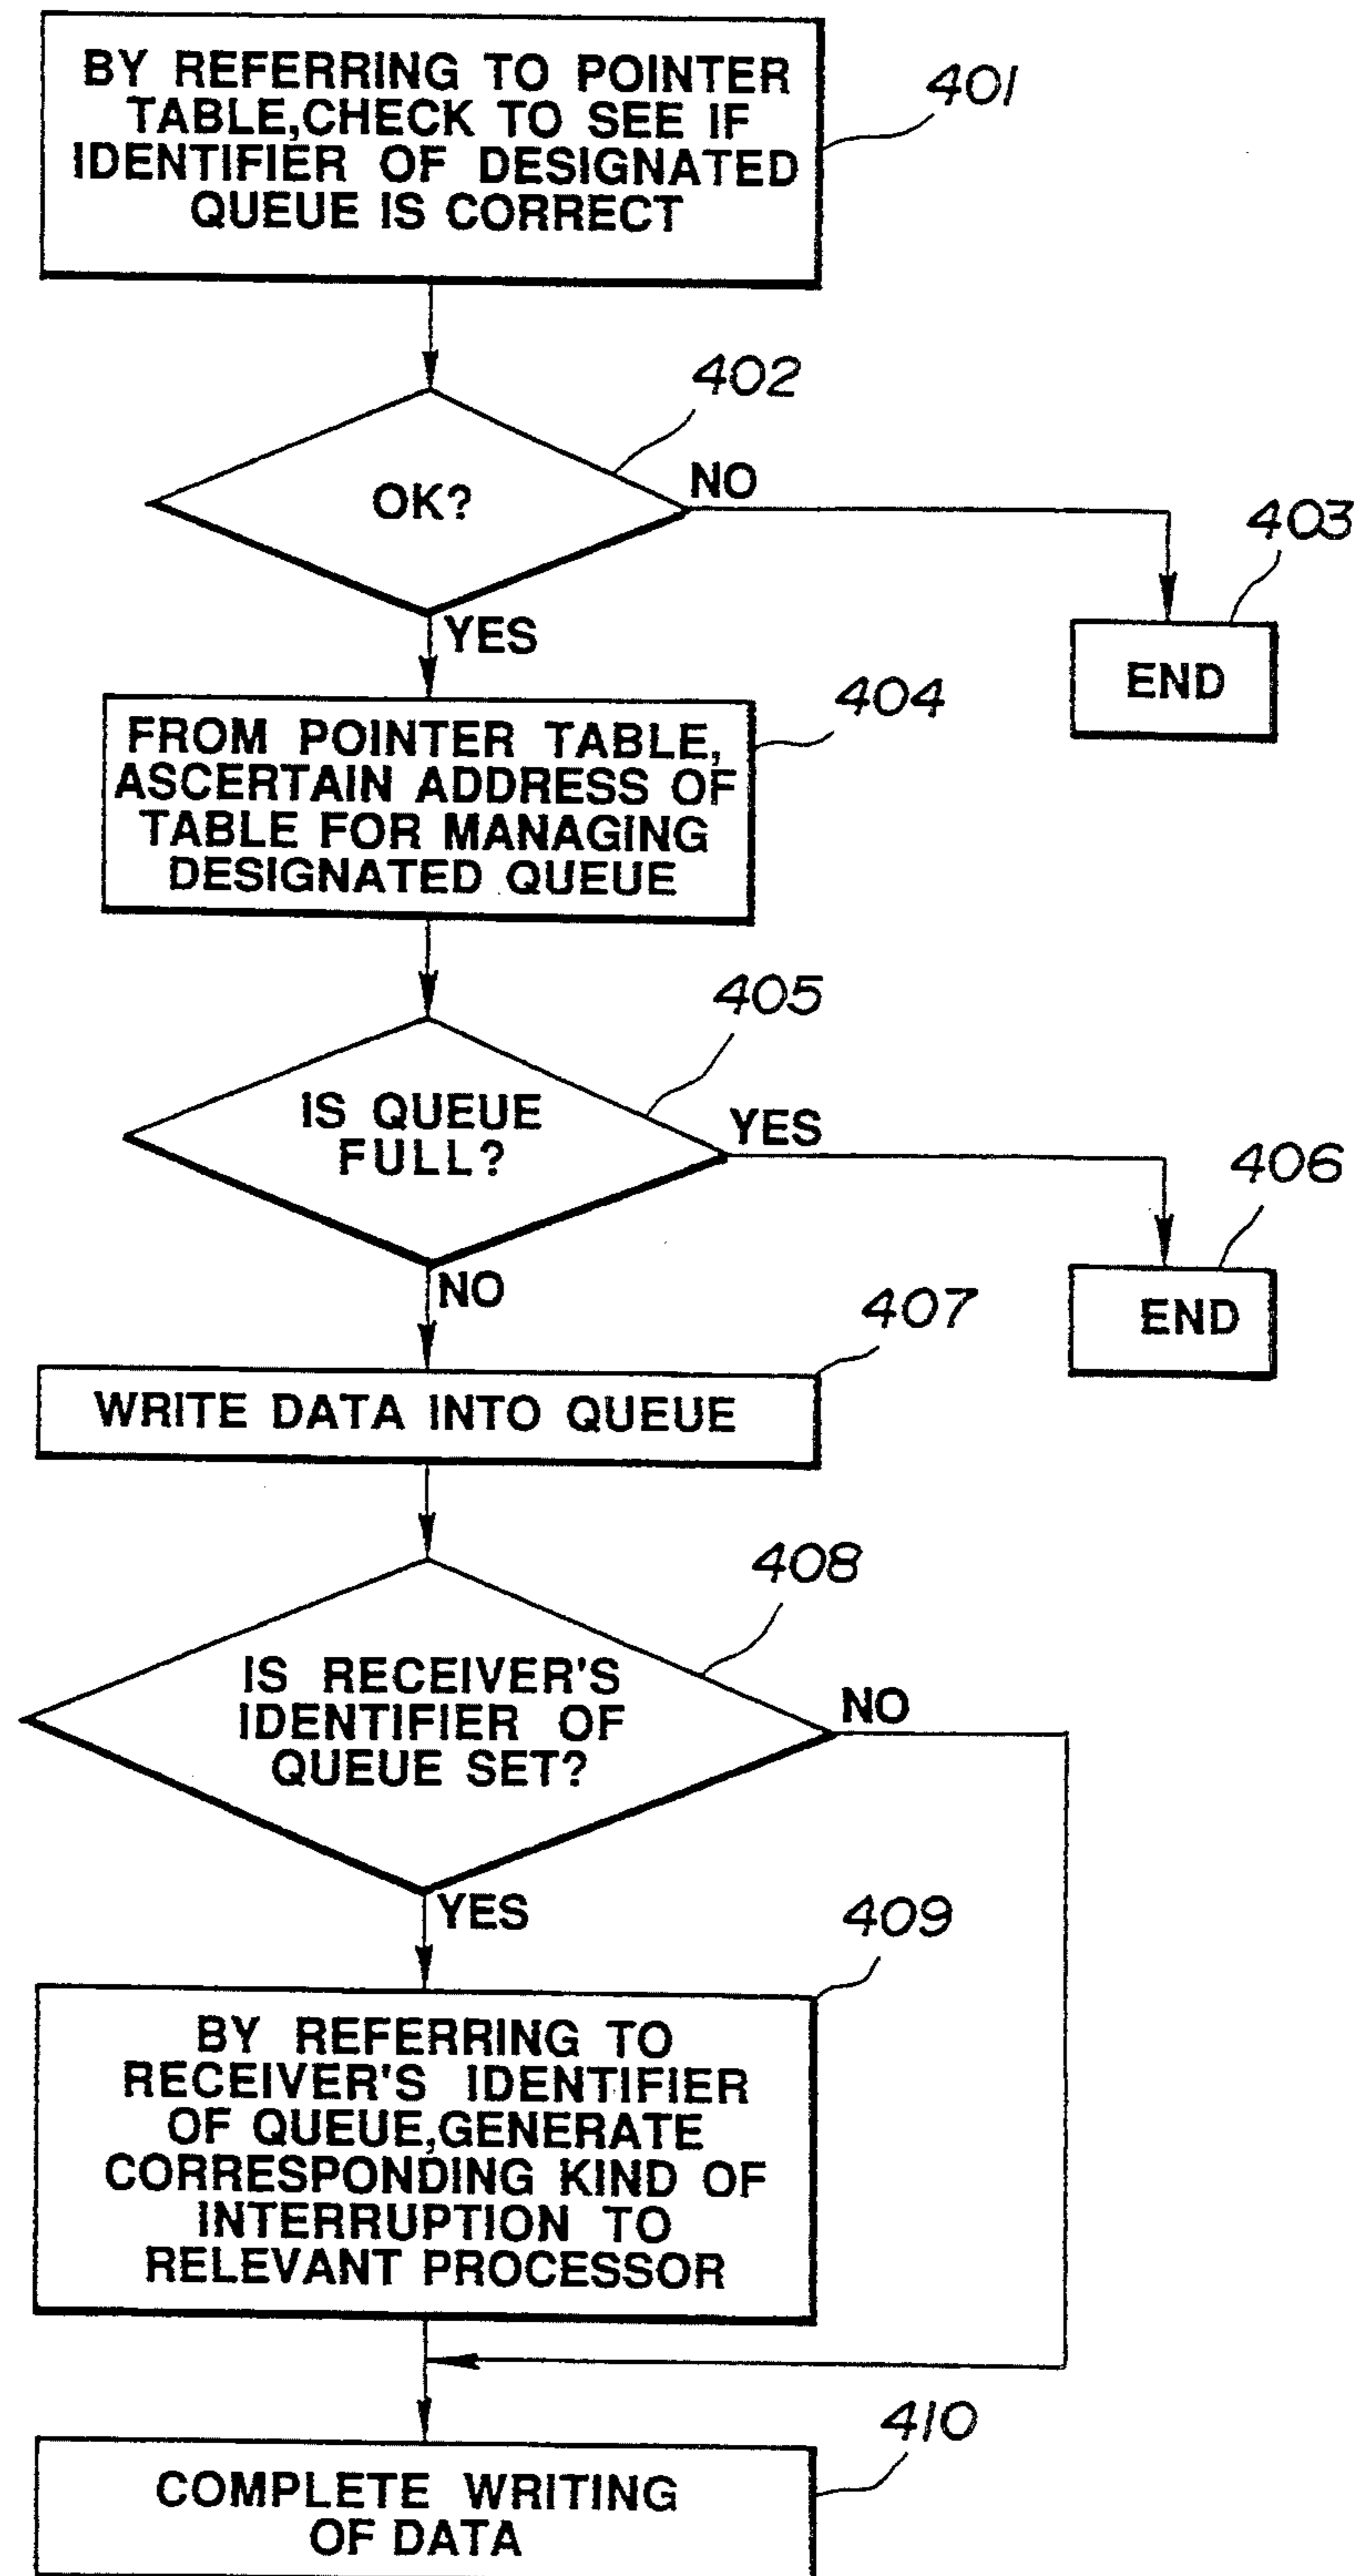 BY REFERRING TO POINTER
TABLE,CHECK TO SEE IF
IDENTIFIER OF DESIGNATED
QUEUE IS CORRECT
401
402
OK?
NO
403
YES
END
404
FROM POINTER TABLE,
ASCERTAIN ADDRESS OF
TABLE FOR MANAGING
DESIGNATED QUEUE
405
IS QUEUE
FULL?
YES
406
NO
END
407
WRITE DATA INTO QUEUE
408
IS RECEIVER'S
IDENTIFIER OF
QUEUE SET?
NO
YES
409
BY REFERRING TO
RECEIVER'S IDENTIFIER
OF QUEUE,GENERATE
CORRESPONDING KIND OF
INTERRUPTION TO
RELEVANT PROCESSOR
410
COMPLETE WRITING
OF DATA